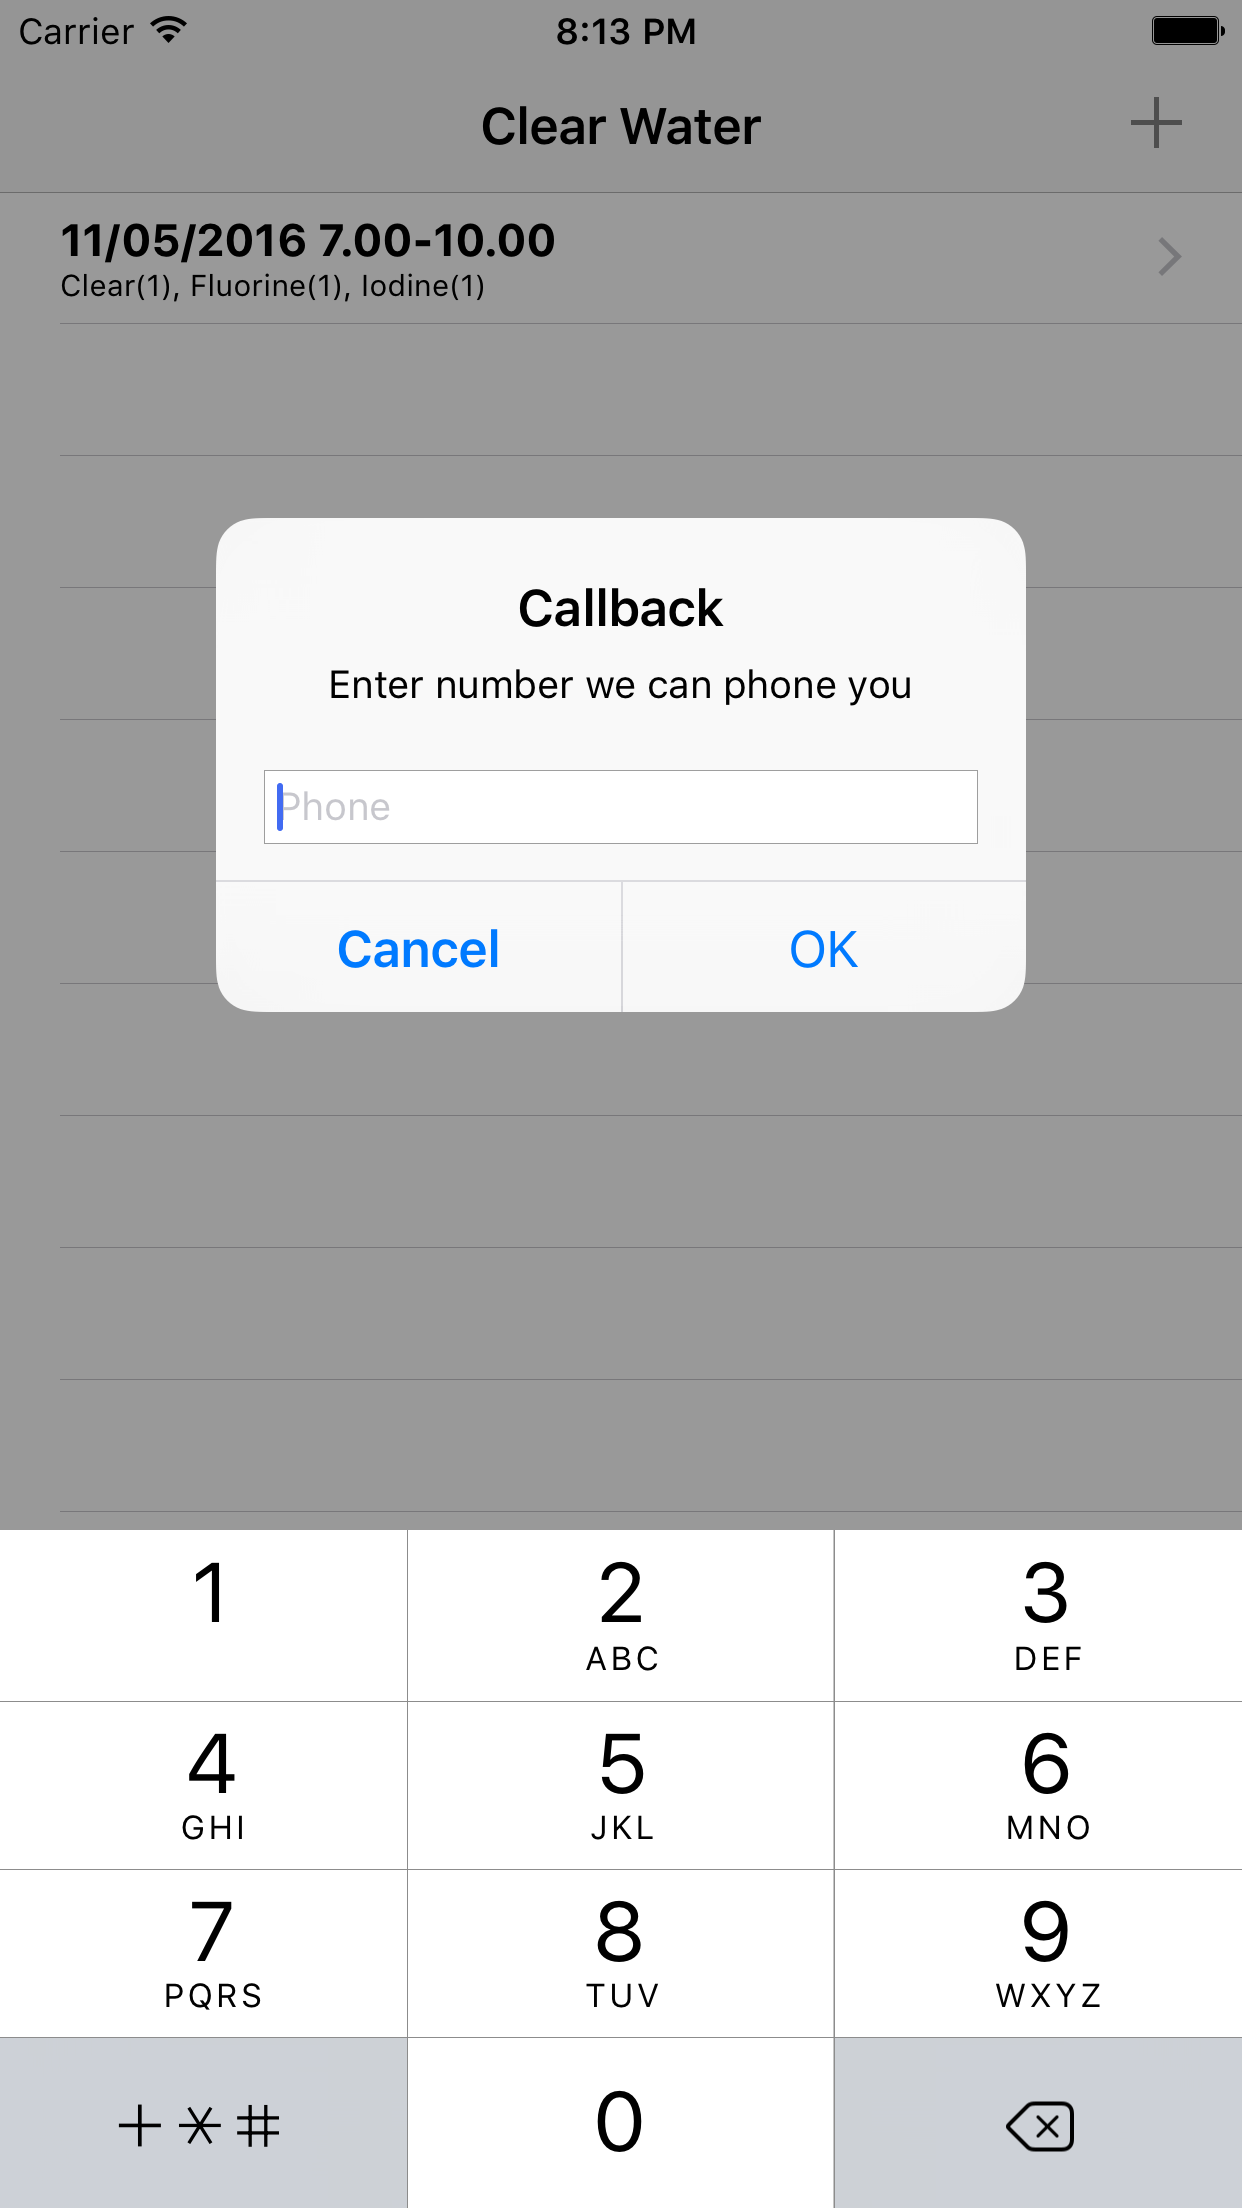 Carrier 8:13 PM
Clear Water
11/05/2016 7.00-10.00
Clear(1), Fluorine(1), Iodine(1)
Callback
Enter number we can phone you
Phone
Cancel OK
1 2 3
ABC DEF
4 5 6
GHI JKL MNO
7 8 9
PQRS TUV WXYZ
+*# 0